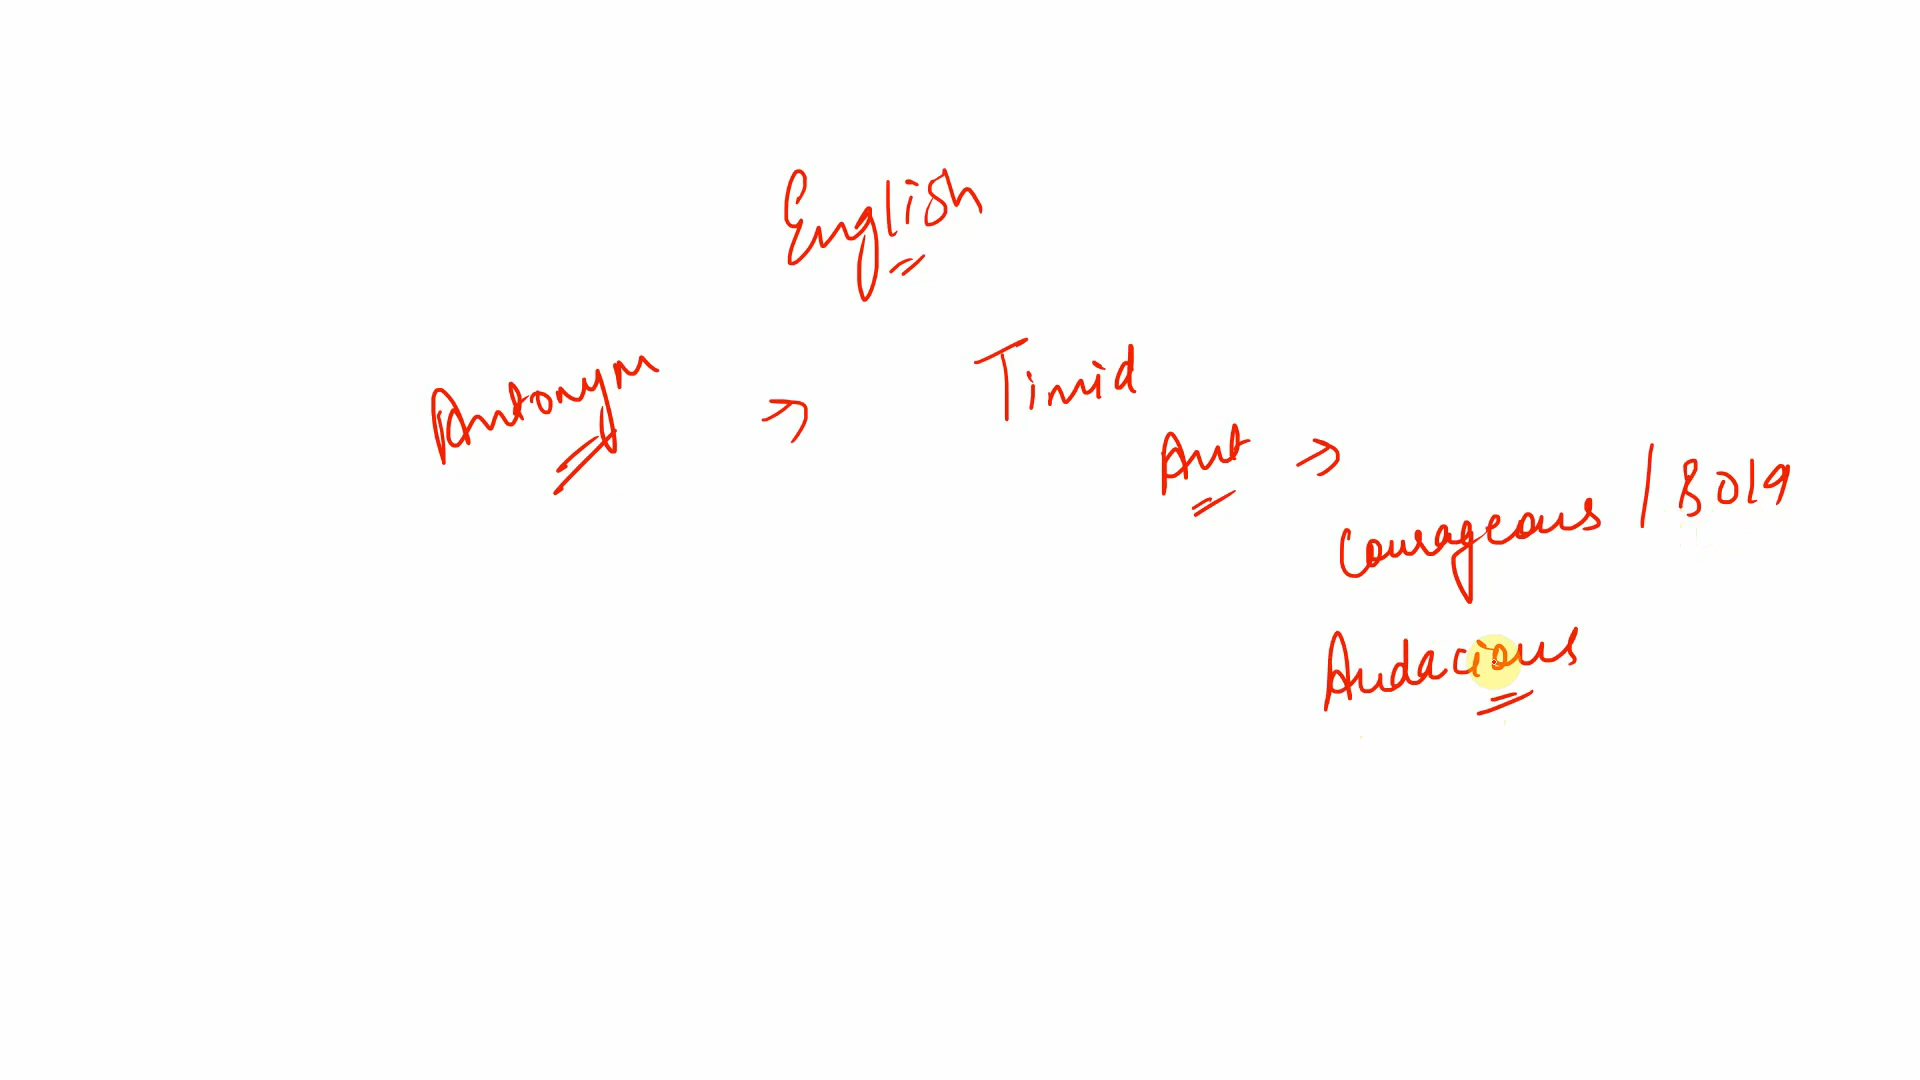 English
Antonym → Timid
Ant →
Courageous / Bold
Audacious